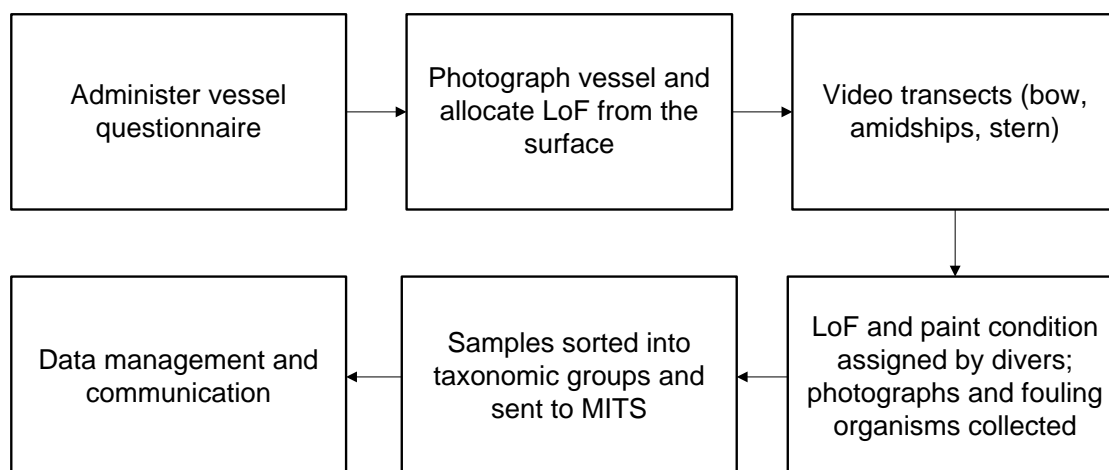 Administer vessel
questionnaire
Photograph vessel and
allocate LoF from the
surface
Video transects (bow,
amidships, stern)
LoF and paint condition
assigned by divers;
photographs and fouling
organisms collected
Samples sorted into
taxonomic groups and
sent to MITS
Data management and
communication